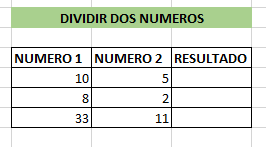 DIVIDIR DOS NUMEROS
NUMERO 1 NUMERO 2 RESULTADO
10 5
8 2
33 11